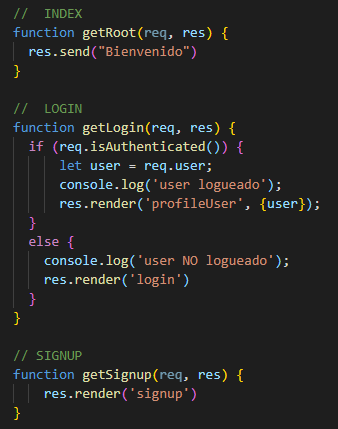 //  INDEX
function getRoot(req, res) {
  res.send("Bienvenido")
}

//  LOGIN
function getLogin(req, res) {
  if (req.isAuthenticated()) {
      let user = req.user;
      console.log('user logueado');
      res.render('profileUser', {user});
  }
  else {
    console.log('user NO logueado');
    res.render('login')
  }
}

// SIGNUP
function getSignup(req, res) {
    res.render('signup')
}